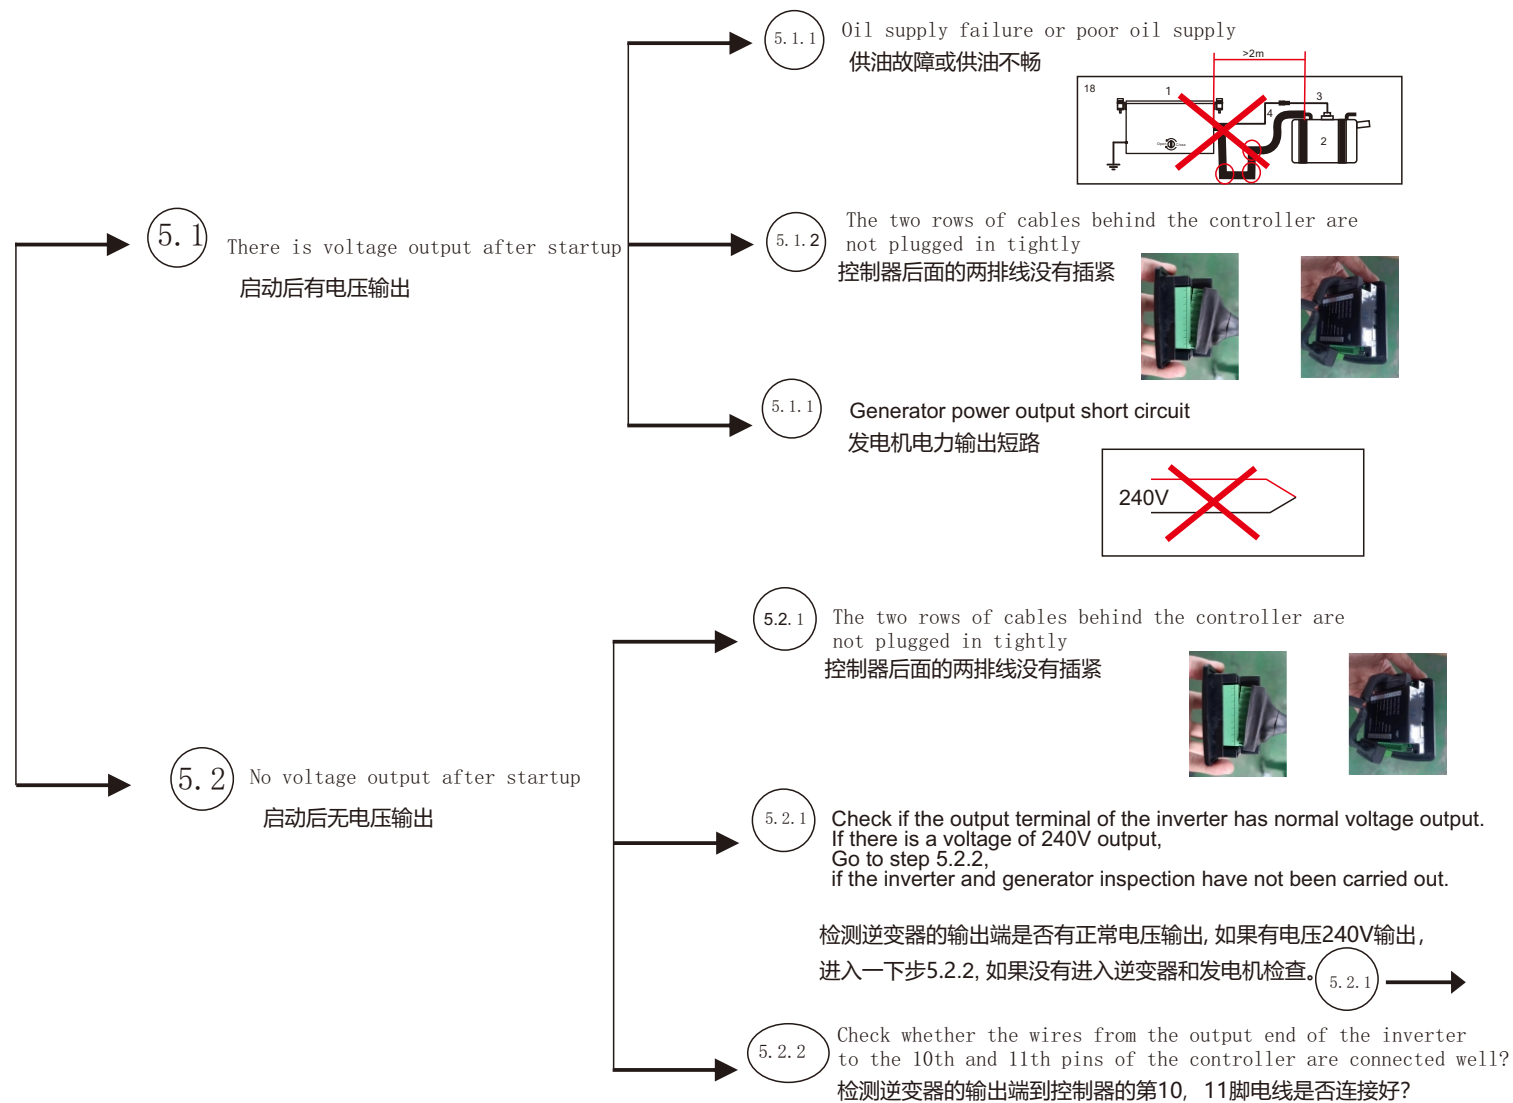 5.1.1
Oil supply failure or poor oil supply
供油故障或供油不畅
>2m
18
1
3
4
2
5.1
There is voltage output after startup
启动后有电压输出
5.1.2
The two rows of cables behind the controller are
not plugged in tightly
控制器后面的两排线没有插紧
5.1.1
Generator power output short circuit
发电机电力输出短路
240V
5.2
No voltage output after startup
启动后无电压输出
5.2.1
The two rows of cables behind the controller are
not plugged in tightly
控制器后面的两排线没有插紧
5.2.1
Check if the output terminal of the inverter has normal voltage output.
If there is a voltage of 240V output,
Go to step 5.2.2,
if the inverter and generator inspection have not been carried out.
检测逆变器的输出端是否有正常电压输出, 如果有电压240V输出，
进入一下步5.2.2, 如果没有进入逆变器和发电机检查。
5.2.1
5.2.2
Check whether the wires from the output end of the inverter
to the 10th and 11th pins of the controller are connected well?
检测逆变器的输出端到控制器的第10，11脚电线是否连接好？